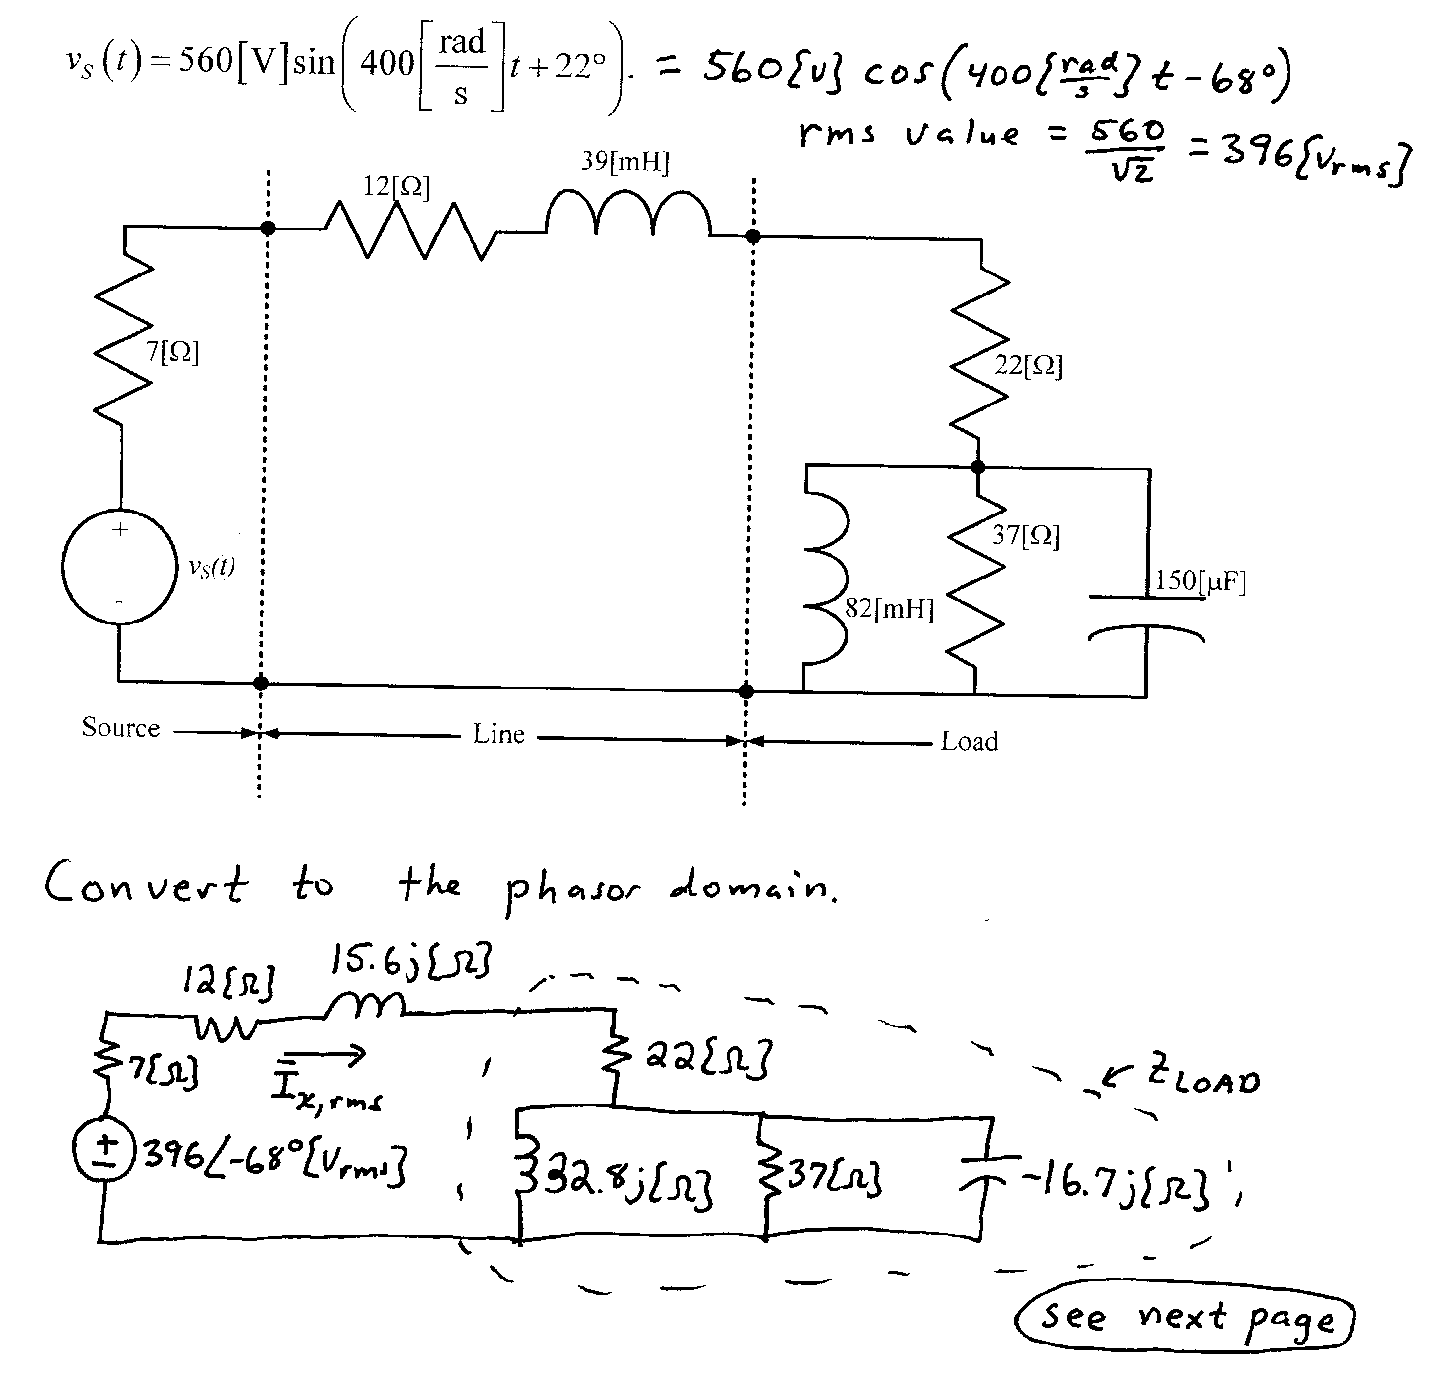 v_S(t) = 560[V] sin(400[rad/s]t + 22°). = 560[V] cos(400[rad/s]t - 68°)
rms value = 560/√2 = 396[Vrms]
39[mH]
12[Ω]
7[Ω]
22[Ω]
+
-
v_S(t)
37[Ω]
150[µF]
82[mH]
Source
Line
Load
Convert to the phasor domain.
12[Ω]
15.6j[Ω]
7[Ω]
I_x,rms
22[Ω]
Z_LOAD
+
-
396∠-68°[Vrms]
32.8j[Ω]
37[Ω]
-16.7j[Ω]
see next page